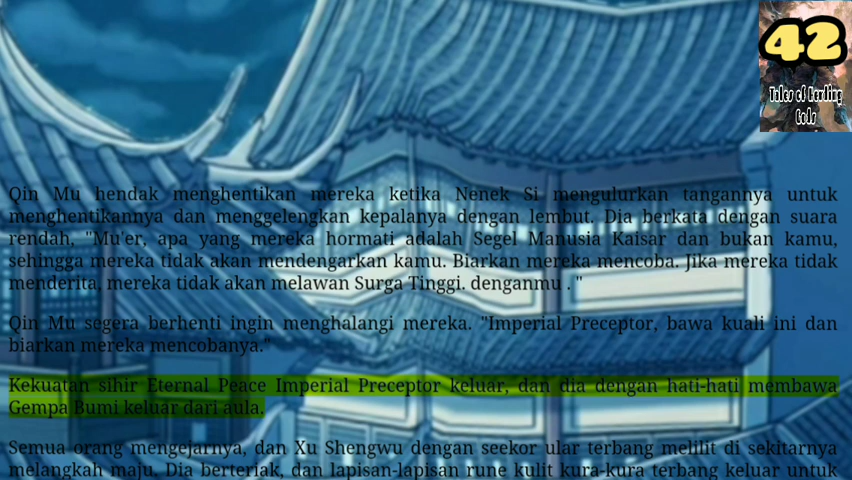 42
Tales of Herding
Gods
Qin Mu hendak menghentikan mereka ketika Nenek Si mengulurkan tangannya untuk
menghentikannya dan menggelengkan kepalanya dengan lembut. Dia berkata dengan suara
rendah, "Mu'er, apa yang mereka hormati adalah Segel Manusia Kaisar dan bukan kamu,
sehingga mereka tidak akan mendengarkan kamu. Biarkan mereka mencoba. Jika mereka tidak
menderita, mereka tidak akan melawan Surga Tinggi. denganmu . "
Qin Mu segera berhenti ingin menghalangi mereka. "Imperial Preceptor, bawa kuali ini dan
biarkan mereka mencobanya."
Kekuatan sihir Eternal Peace Imperial Preceptor keluar, dan dia dengan hati-hati membawa
Gempa Bumi keluar dari aula.
Semua orang mengejarnya, dan Xu Shengwu dengan seekor ular terbang melilit di sekitarnya
melangkah maju. Dia berteriak, dan lapisan-lapisan rune kulit kura-kura terbang keluar untuk